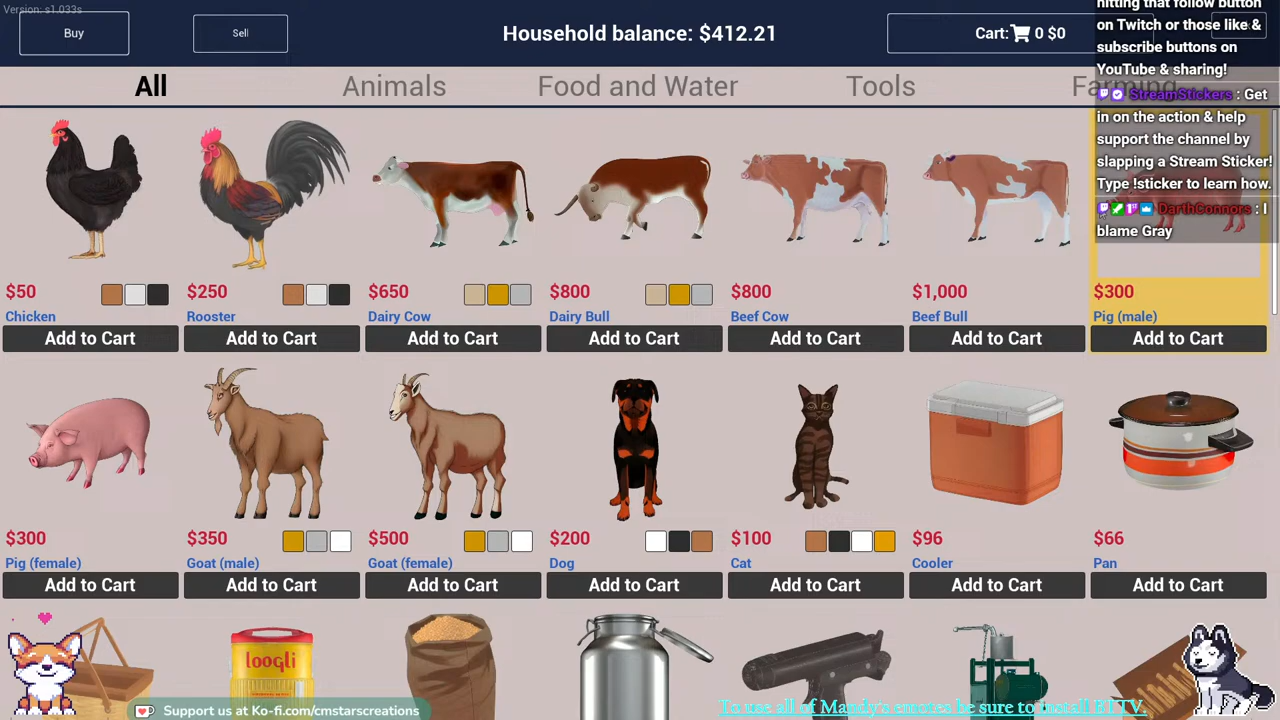 Version: s1.033s
Buy
Sell
Household balance: $412.21
Cart: 0 $0
hitting that follow button
on Twitch or those like &
subscribe buttons on
YouTube & sharing!
StreamStickers : Get
in on the action & help
support the channel by
slapping a Stream Sticker!
Type !sticker to learn how.
DarthConnors : I
blame Gray
All
Animals
Food and Water
Tools
Farming
$50
Chicken
Add to Cart
$250
Rooster
Add to Cart
$650
Dairy Cow
Add to Cart
$800
Dairy Bull
Add to Cart
$800
Beef Cow
Add to Cart
$1,000
Beef Bull
Add to Cart
$300
Pig (male)
Add to Cart
$300
Pig (female)
Add to Cart
$350
Goat (male)
Add to Cart
$500
Goat (female)
Add to Cart
$200
Dog
Add to Cart
$100
Cat
Add to Cart
$96
Cooler
Add to Cart
$66
Pan
Add to Cart
loogli
Support us at Ko-fi.com/cmstarscreations
To use all of Mandy's emotes be sure to install BTTV.